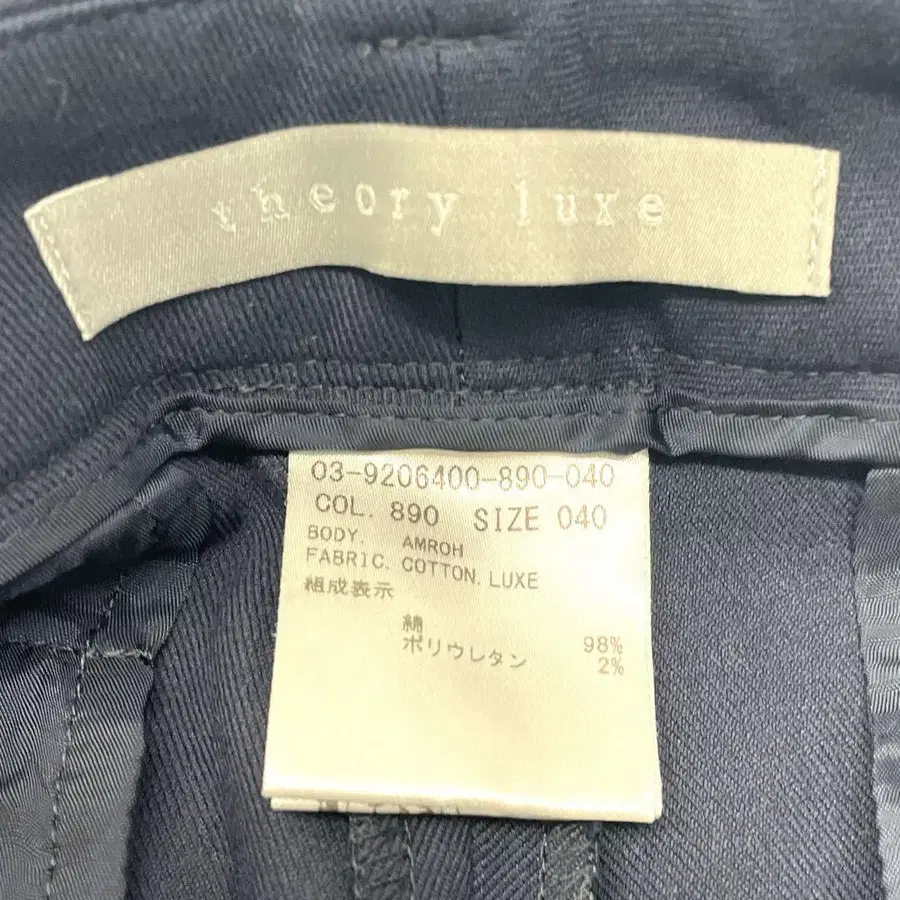 theory luxe
03-9206400-890-040
COL. 890 SIZE 040
BODY. AMROH
FABRIC. COTTON. LUXE
組成表示
綿 98%
ポリウレタン 2%